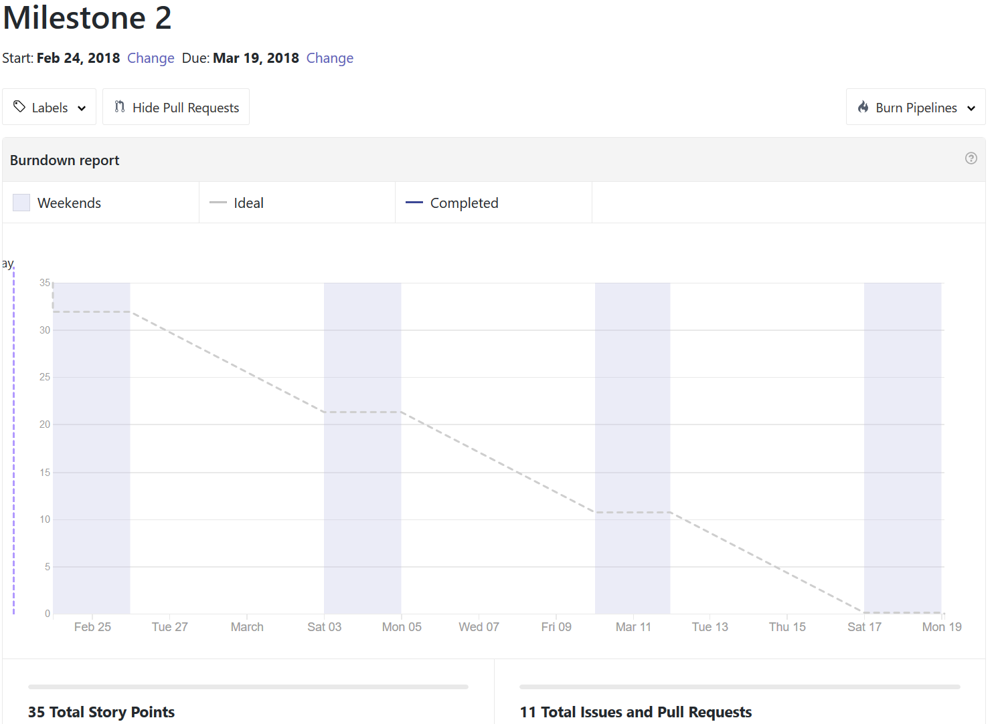 Milestone 2
Start: Feb 24, 2018 Change Due: Mar 19, 2018 Change
Labels Hide Pull Requests Burn Pipelines
Burndown report ?
Weekends Ideal Completed
ay
35
30
25
20
15
10
5
0
Feb 25 Tue 27 March Sat 03 Mon 05 Wed 07 Fri 09 Mar 11 Tue 13 Thu 15 Sat 17 Mon 19
35 Total Story Points 11 Total Issues and Pull Requests